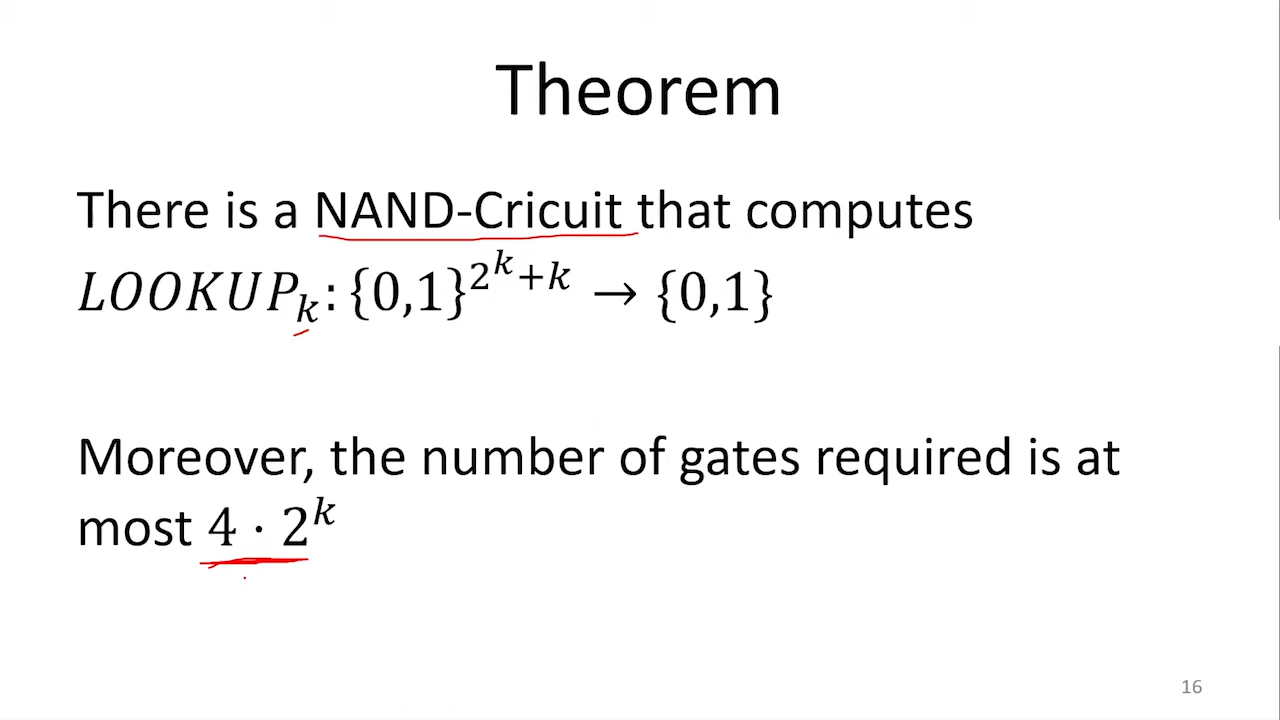 Theorem
There is a NAND-Cricuit that computes
LOOKUPₖ: {0,1}^{2^k+k} → {0,1}
Moreover, the number of gates required is at
most 4 · 2^k
16